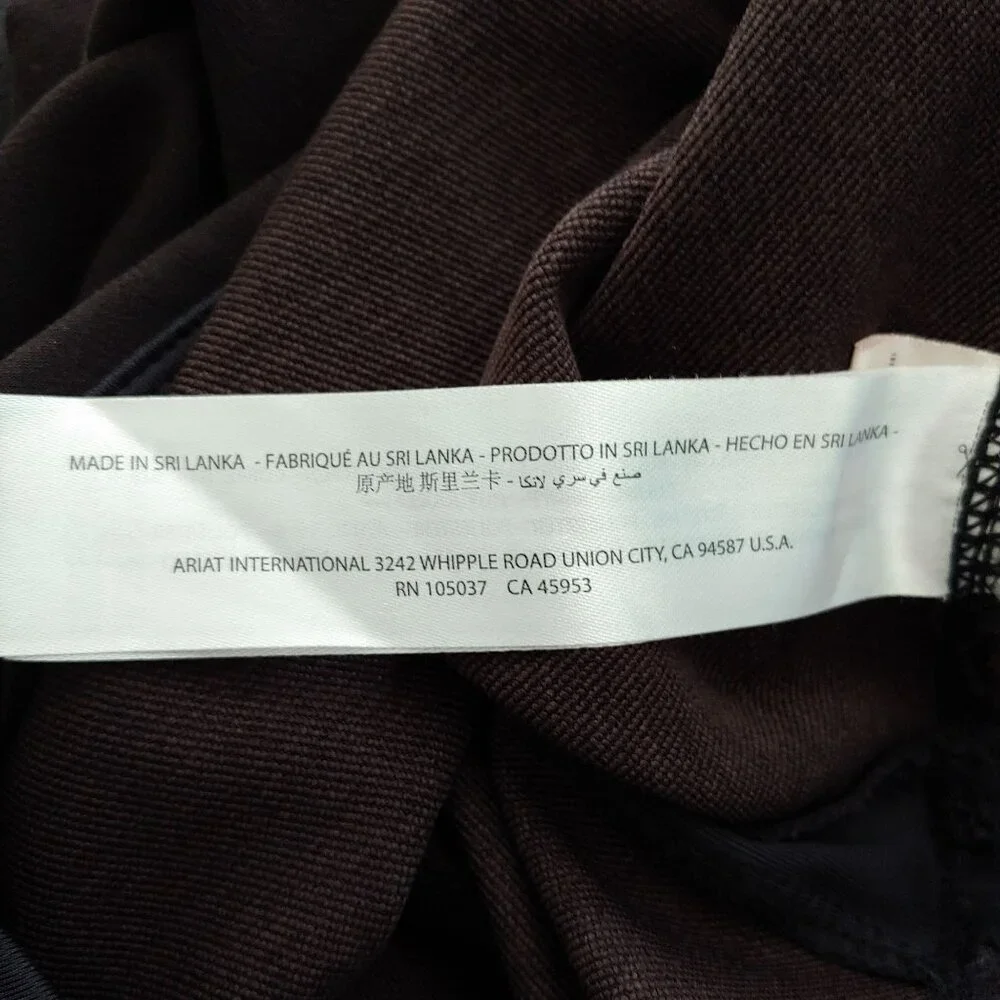 MADE IN SRI LANKA - FABRIQUÉ AU SRI LANKA - PRODOTTO IN SRI LANKA - HECHO EN SRI LANKA -
原产地 斯里兰卡 - صنع في سري لانكا
ARIAT INTERNATIONAL 3242 WHIPPLE ROAD UNION CITY, CA 94587 U.S.A.
RN 105037 CA 45953